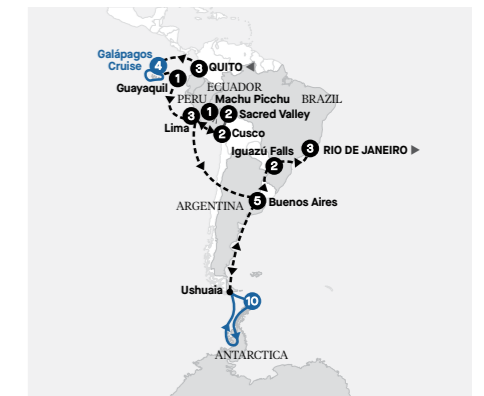 Galápagos
Cruise
4
3
QUITO
1
Guayaquil
ECUADOR
PERU
Machu Picchu
BRAZIL
3
1
2
Sacred Valley
Lima
2
Cusco
Iguazú Falls
3
RIO DE JANEIRO
2
ARGENTINA
5
Buenos Aires
Ushuaia
10
ANTARCTICA